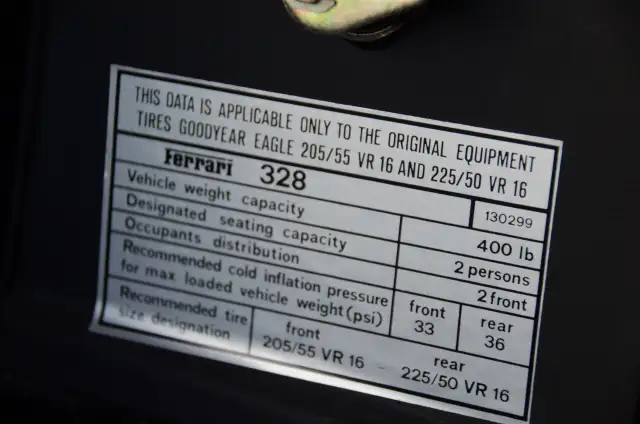 THIS DATA IS APPLICABLE ONLY TO THE ORIGINAL EQUIPMENT
TIRES GOODYEAR EAGLE 205/55 VR 16 AND 225/50 VR 16
Ferrari 328
130299
Vehicle weight capacity 400 lb
Designated seating capacity 2 persons
Occupants distribution 2 front
Recommended cold inflation pressure
for max loaded vehicle weight (psi)
front
33
rear
36
Recommended tire
size designation
front
205/55 VR 16 -
rear
225/50 VR 16